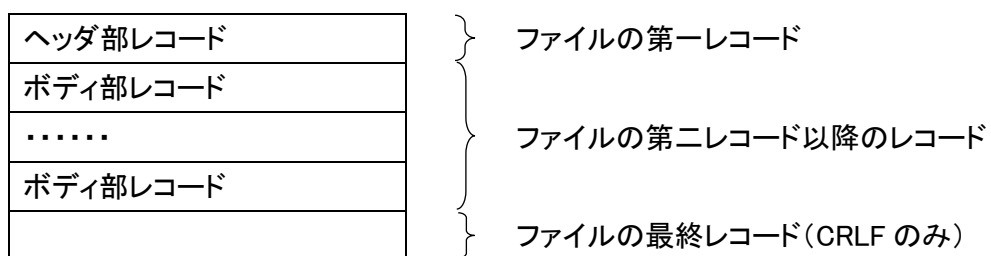 ヘッダ部レコード
ファイルの第一レコード
ボディ部レコード
・・・・・・
ファイルの第二レコード以降のレコード
ボディ部レコード
ファイルの最終レコード（CRLF のみ）